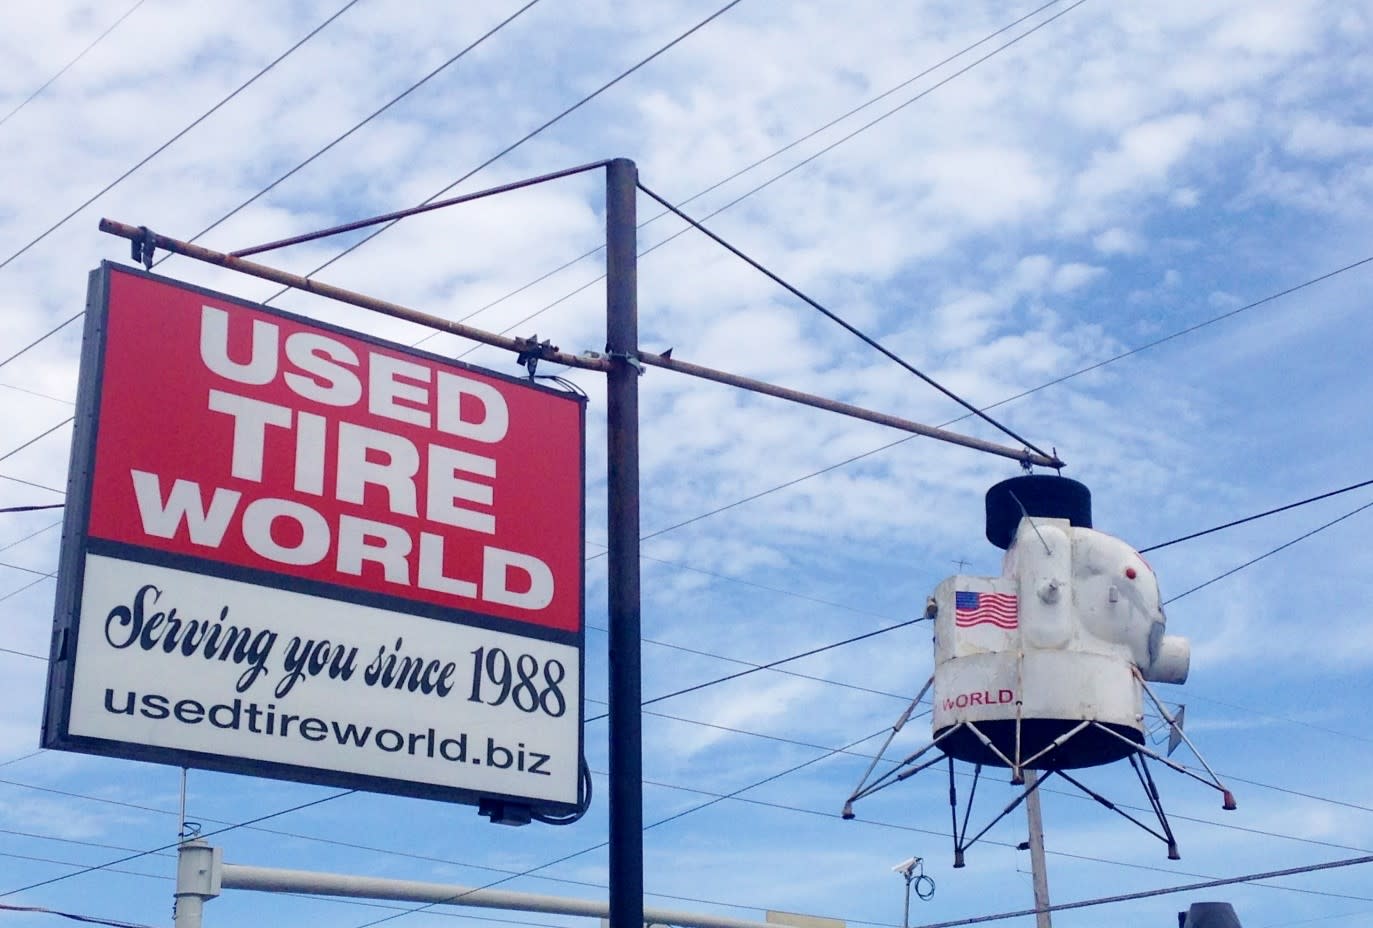 USED
TIRE
WORLD
Serving you since 1988
usedtireworld.biz
WORLD